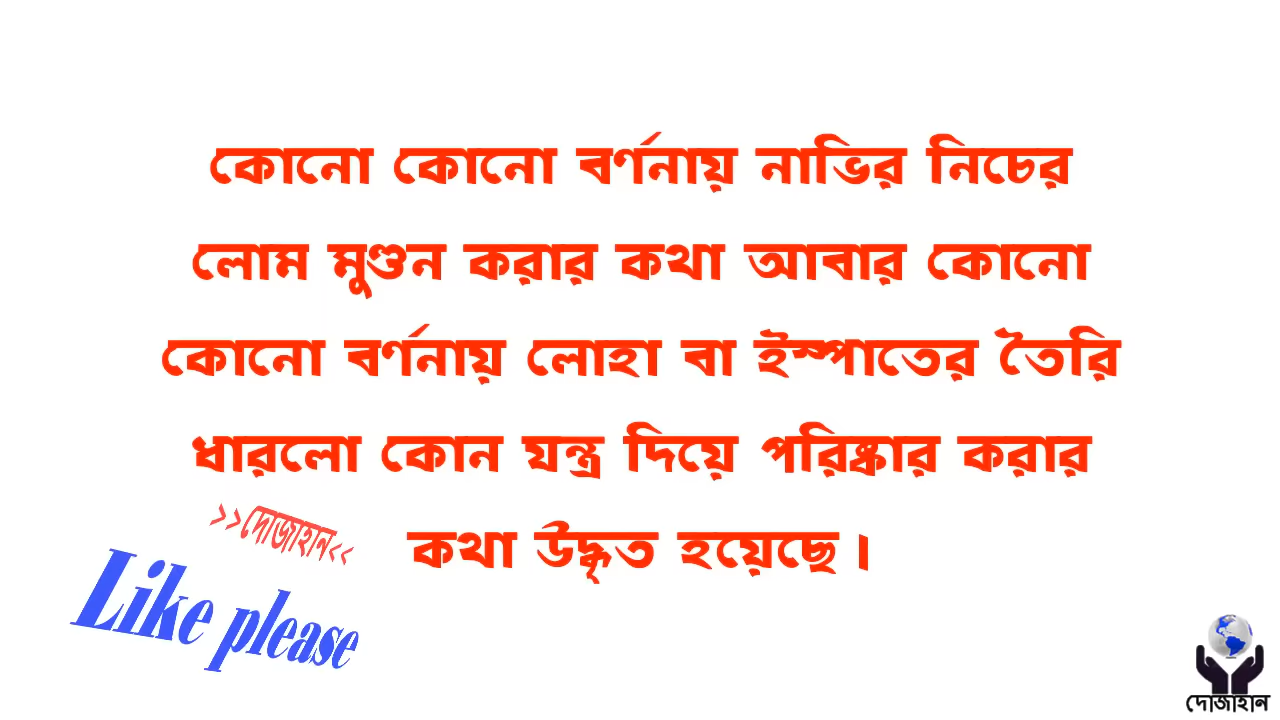 কোনো কোনো বর্ণনায় নাভির নিচের
লোম মুণ্ডন করার কথা আবার কোনো
কোনো বর্ণনায় লোহা বা ইস্পাতের তৈরি
ধারলো কোন যন্ত্র দিয়ে পরিষ্কার করার
কথা উদ্ধৃত হয়েছে।
>>দোজাহান<<
Like please
দোজাহান